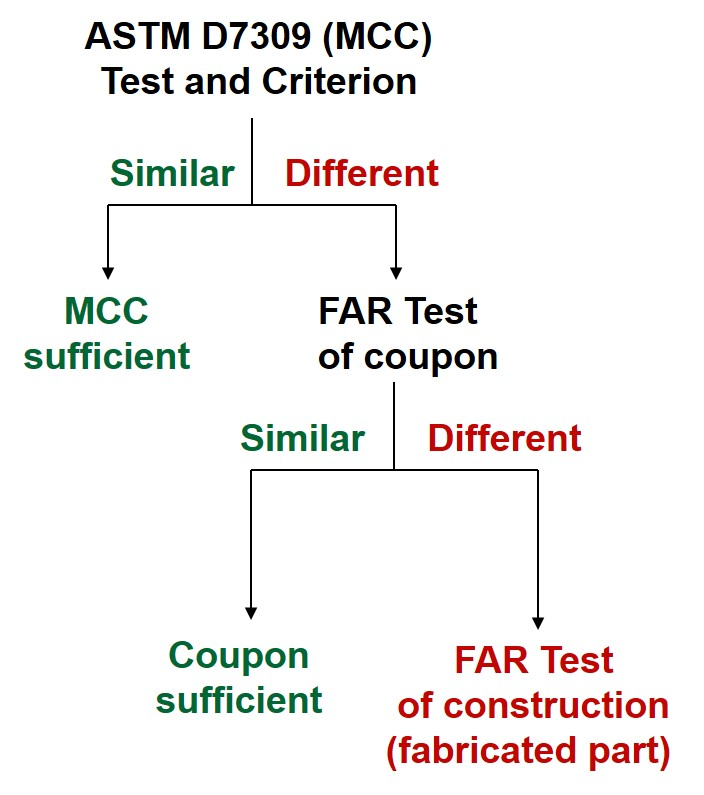 ASTM D7309 (MCC)
Test and Criterion
Similar
Different
MCC
sufficient
FAR Test
of coupon
Similar
Different
Coupon
sufficient
FAR Test
of construction
(fabricated part)